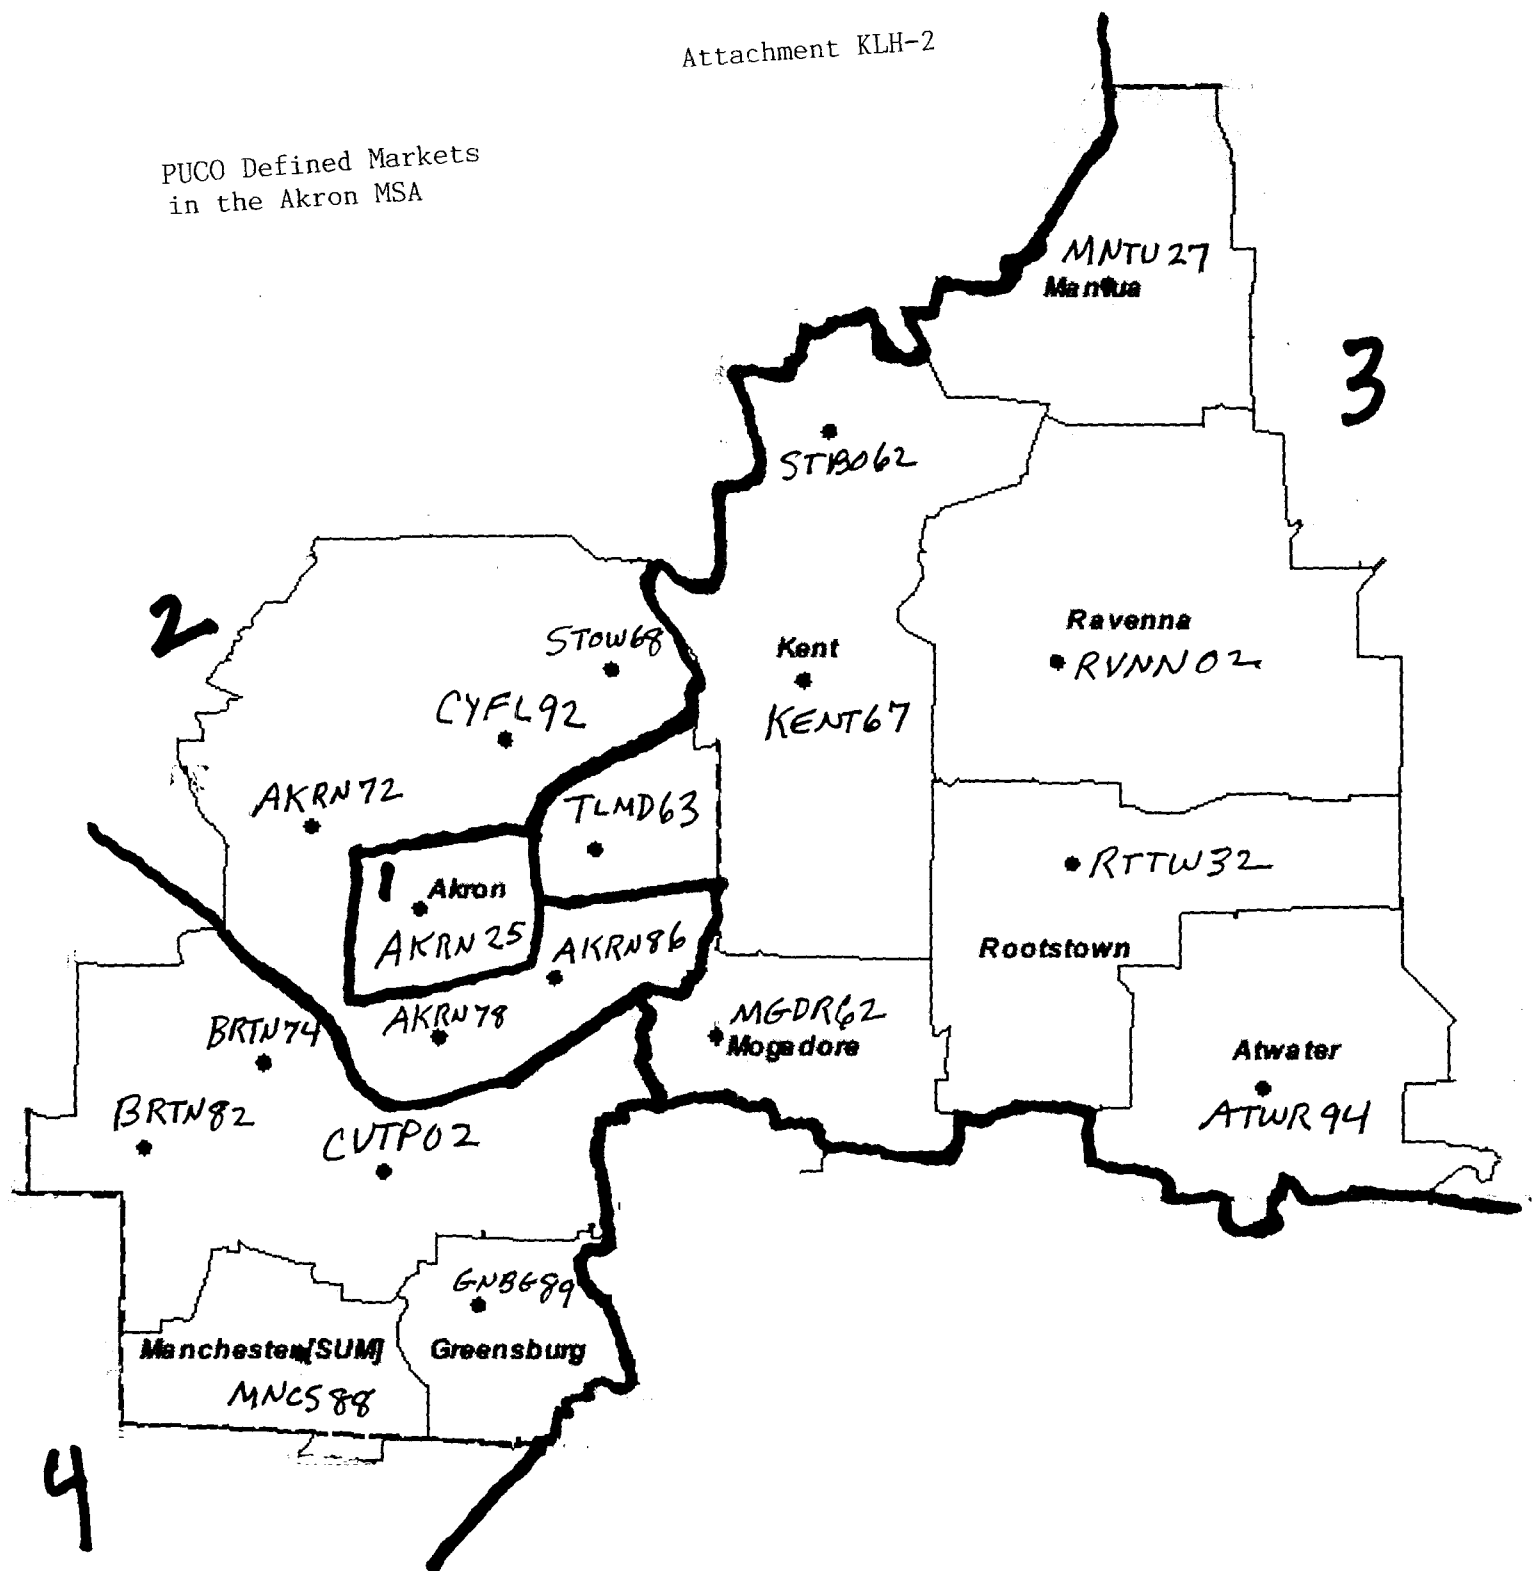 Attachment KLH-2
PUCO Defined Markets
in the Akron MSA
MNTU27
Mantua
3
STBO62
2
STOW68
Kent
KENT67
Ravenna
RVNN02
CYFL92
AKRN72
TLMD63
1
Akron
AKRN25
AKRN86
RTTW32
Rootstown
AKRN78
MGDR62
Mogadore
BRTN74
Atwater
ATWR94
BRTN82
CVTP02
GNBG89
Manchester[SUM]
Greensburg
MNCS88
4